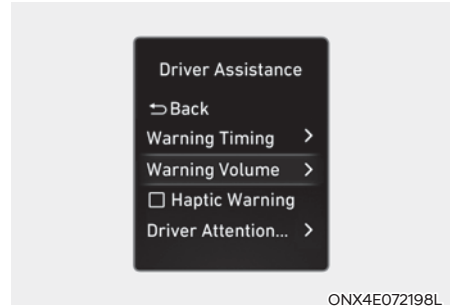 Driver Assistance
Back
Warning Timing
Warning Volume
Haptic Warning
Driver Attention...
ONX4E072198L